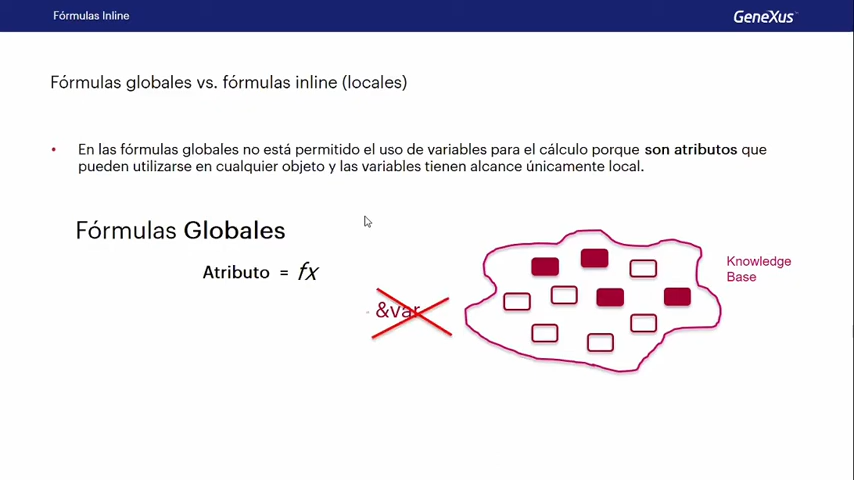 Fórmulas Inline
GeneXus™
Fórmulas globales vs. fórmulas inline (locales)
• En las fórmulas globales no está permitido el uso de variables para el cálculo porque son atributos que
pueden utilizarse en cualquier objeto y las variables tienen alcance únicamente local.
Fórmulas Globales
Atributo = fx
&var
Knowledge
Base